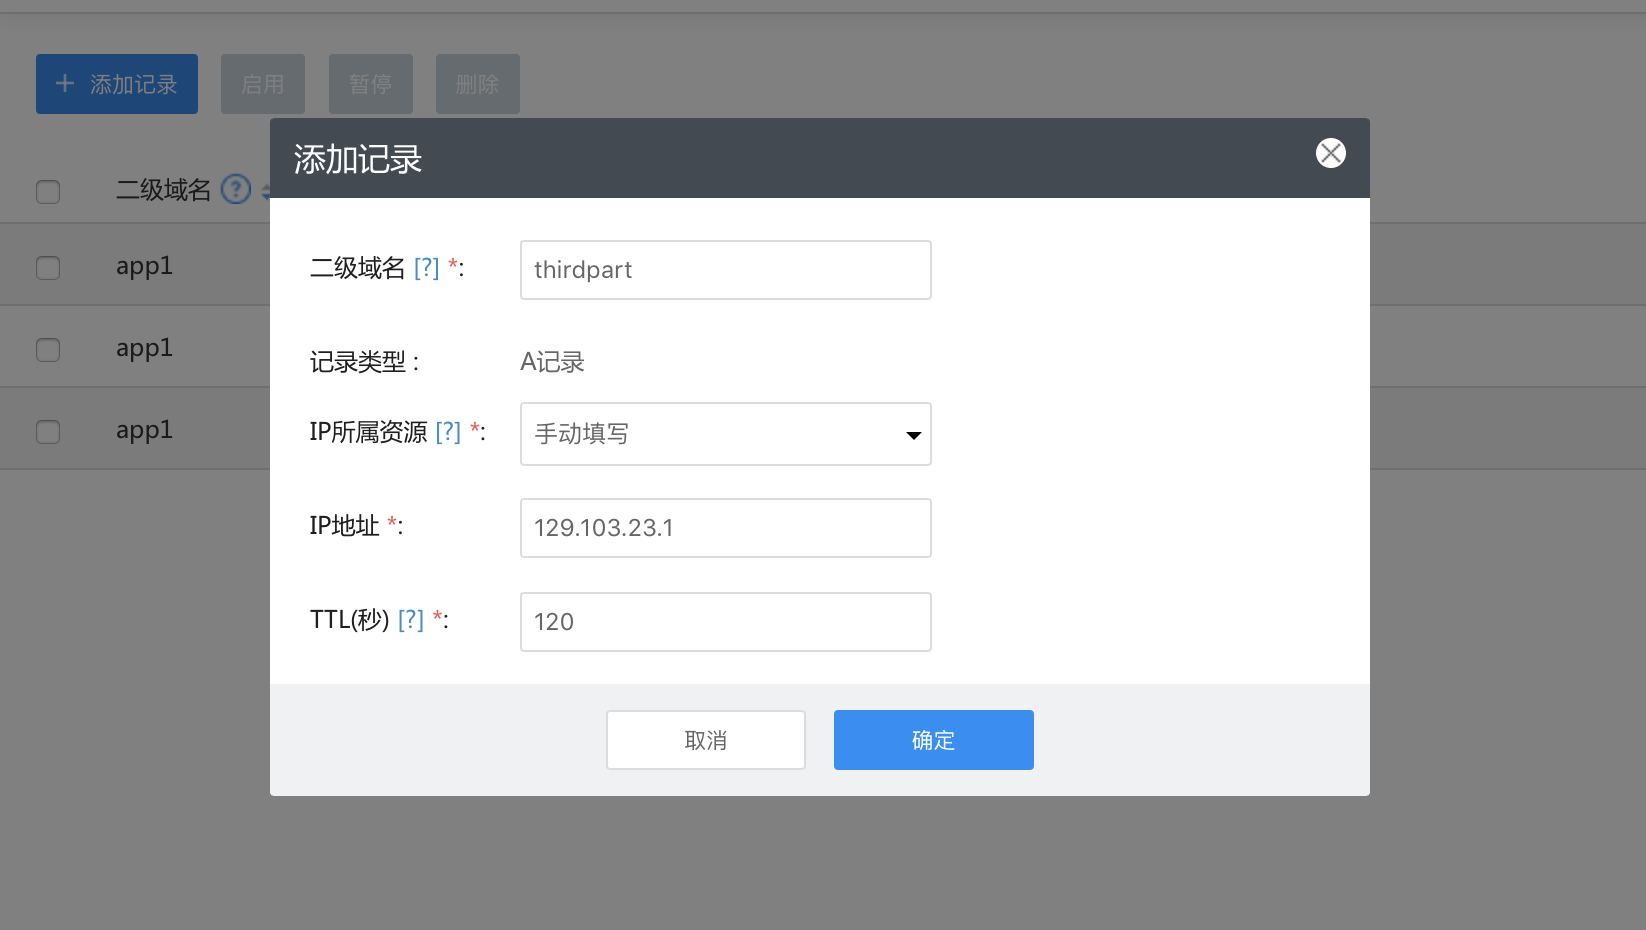 添加记录 启用 暂停 删除
添加记录
二级域名
app1
app1
app1
二级域名 [?] *: thirdpart
记录类型 : A记录
IP所属资源 [?] *: 手动填写
IP地址 *: 129.103.23.1
TTL(秒) [?] *: 120
取消 确定